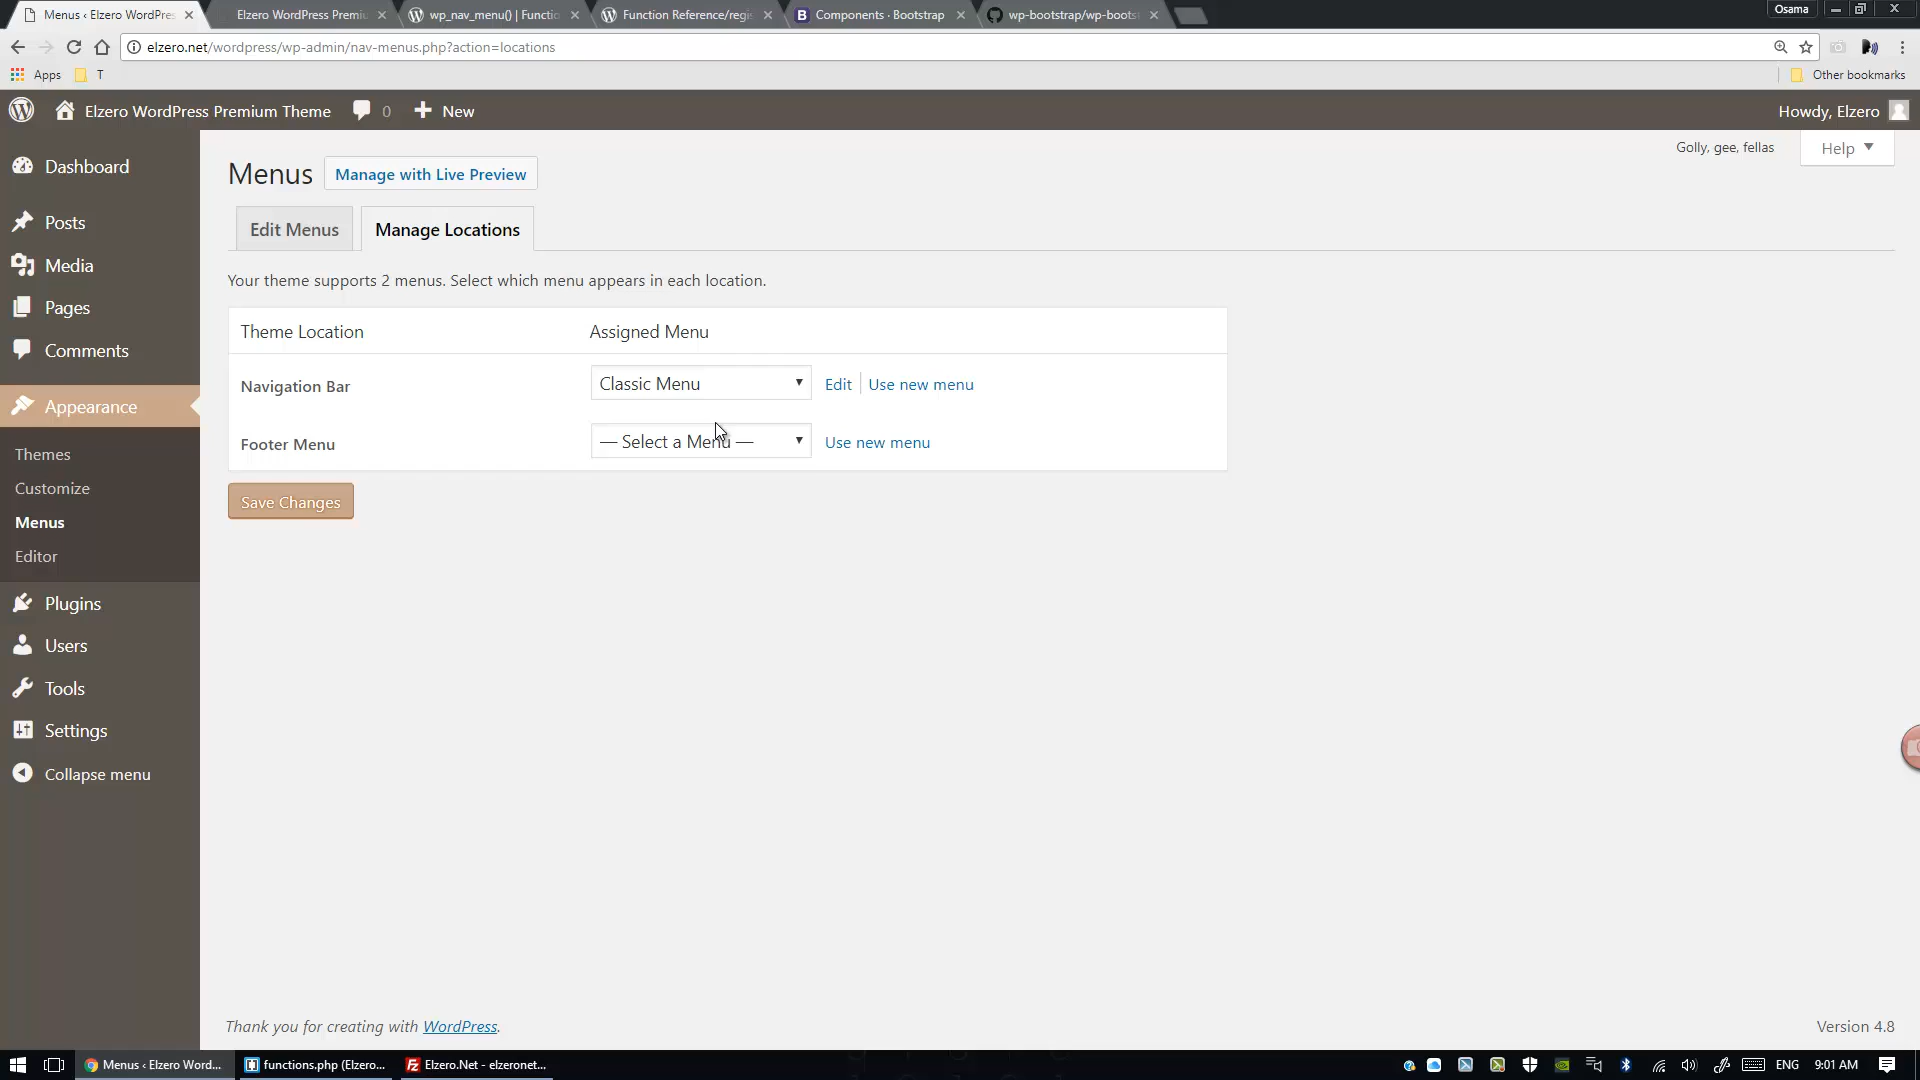 Menus ‹ Elzero WordPres
Elzero WordPress Premi
wp_nav_menu() | Functio
Function Reference/regis
Components · Bootstrap
wp-bootstrap/wp-boots
Osama
elzero.net/wordpress/wp-admin/nav-menus.php?action=locations
Apps
T
Other bookmarks
Elzero WordPress Premium Theme
0
New
Howdy, Elzero
Golly, gee, fellas
Help
Dashboard
Posts
Media
Pages
Comments
Appearance
Themes
Customize
Menus
Editor
Plugins
Users
Tools
Settings
Collapse menu
Menus
Manage with Live Preview
Edit Menus
Manage Locations
Your theme supports 2 menus. Select which menu appears in each location.
Theme Location
Assigned Menu
Navigation Bar
Classic Menu
Edit
Use new menu
Footer Menu
— Select a Menu —
Use new menu
Save Changes
Thank you for creating with WordPress.
Version 4.8
Menus ‹ Elzero Word...
functions.php (Elzero...
Elzero.Net - elzeronet...
ENG
9:01 AM